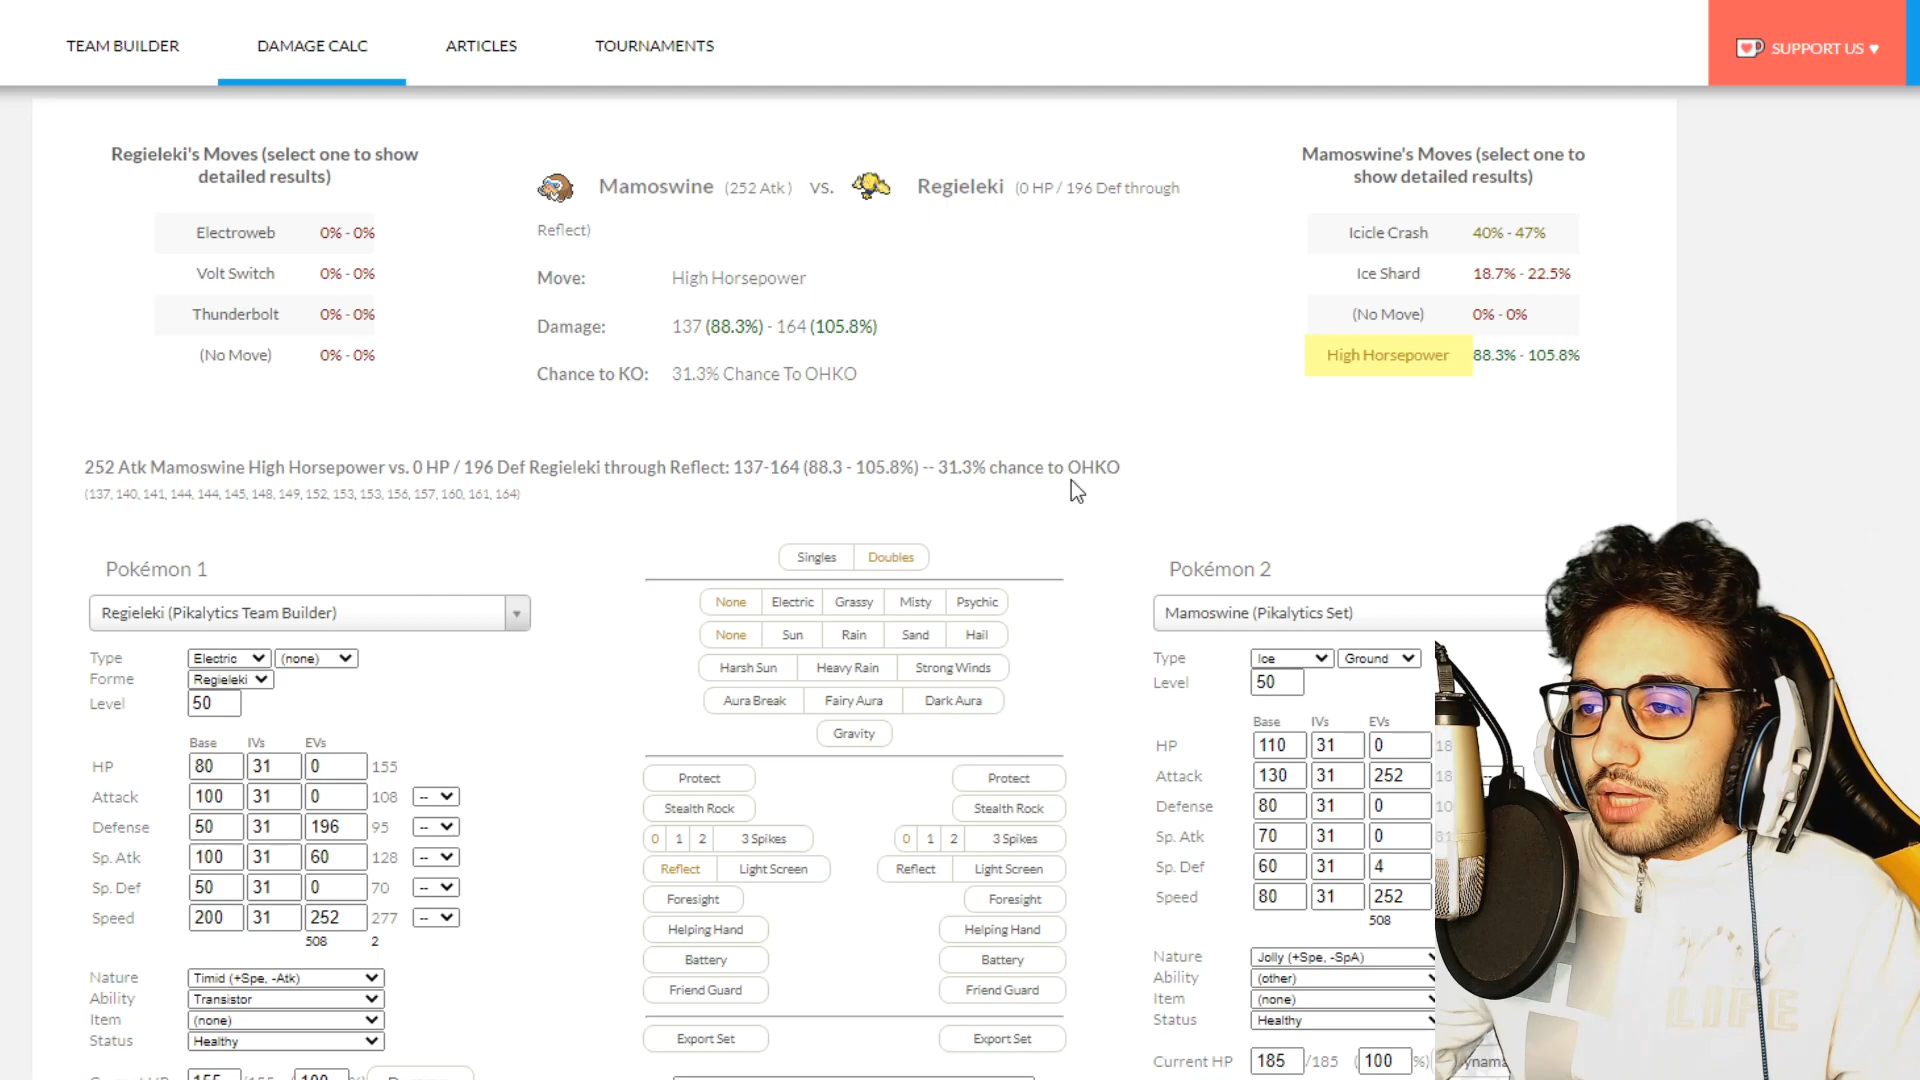 TEAM BUILDER DAMAGE CALC ARTICLES TOURNAMENTS SUPPORT US ♥
Regieleki's Moves (select one to show
detailed results)
Electroweb 0% - 0%
Volt Switch 0% - 0%
Thunderbolt 0% - 0%
(No Move) 0% - 0%
Mamoswine (252 Atk ) VS. Regieleki (0 HP / 196 Def through
Reflect)
Move: High Horsepower
Damage: 137 (88.3%) - 164 (105.8%)
Chance to KO: 31.3% Chance To OHKO
Mamoswine's Moves (select one to
show detailed results)
Icicle Crash 40% - 47%
Ice Shard 18.7% - 22.5%
(No Move) 0% - 0%
High Horsepower 88.3% - 105.8%
252 Atk Mamoswine High Horsepower vs. 0 HP / 196 Def Regieleki through Reflect: 137-164 (88.3 - 105.8%) -- 31.3% chance to OHKO
(137, 140, 141, 144, 144, 145, 148, 149, 152, 153, 153, 156, 157, 160, 161, 164)
Pokémon 1
Regieleki (Pikalytics Team Builder)
Type Electric (none)
Forme Regieleki
Level 50
Base IVs EVs
HP 80 31 0 155
Attack 100 31 0 108 --
Defense 50 31 196 95 --
Sp. Atk 100 31 60 128 --
Sp. Def 50 31 0 70 --
Speed 200 31 252 277 --
508 2
Nature Timid (+Spe, -Atk)
Ability Transistor
Item (none)
Status Healthy
Singles Doubles
None Electric Grassy Misty Psychic
None Sun Rain Sand Hail
Harsh Sun Heavy Rain Strong Winds
Aura Break Fairy Aura Dark Aura
Gravity
Protect Protect
Stealth Rock Stealth Rock
0 1 2 3 Spikes 0 1 2 3 Spikes
Reflect Light Screen Reflect Light Screen
Foresight Foresight
Helping Hand Helping Hand
Battery Battery
Friend Guard Friend Guard
Export Set Export Set
Pokémon 2
Mamoswine (Pikalytics Set)
Type Ice Ground
Level 50
Base IVs EVs
HP 110 31 0
Attack 130 31 252
Defense 80 31 0
Sp. Atk 70 31 0
Sp. Def 60 31 4
Speed 80 31 252
508
Nature Jolly (+Spe, -SpA)
Ability (other)
Item (none)
Status Healthy
Current HP 185 /185 ( 100 %)
LIFE